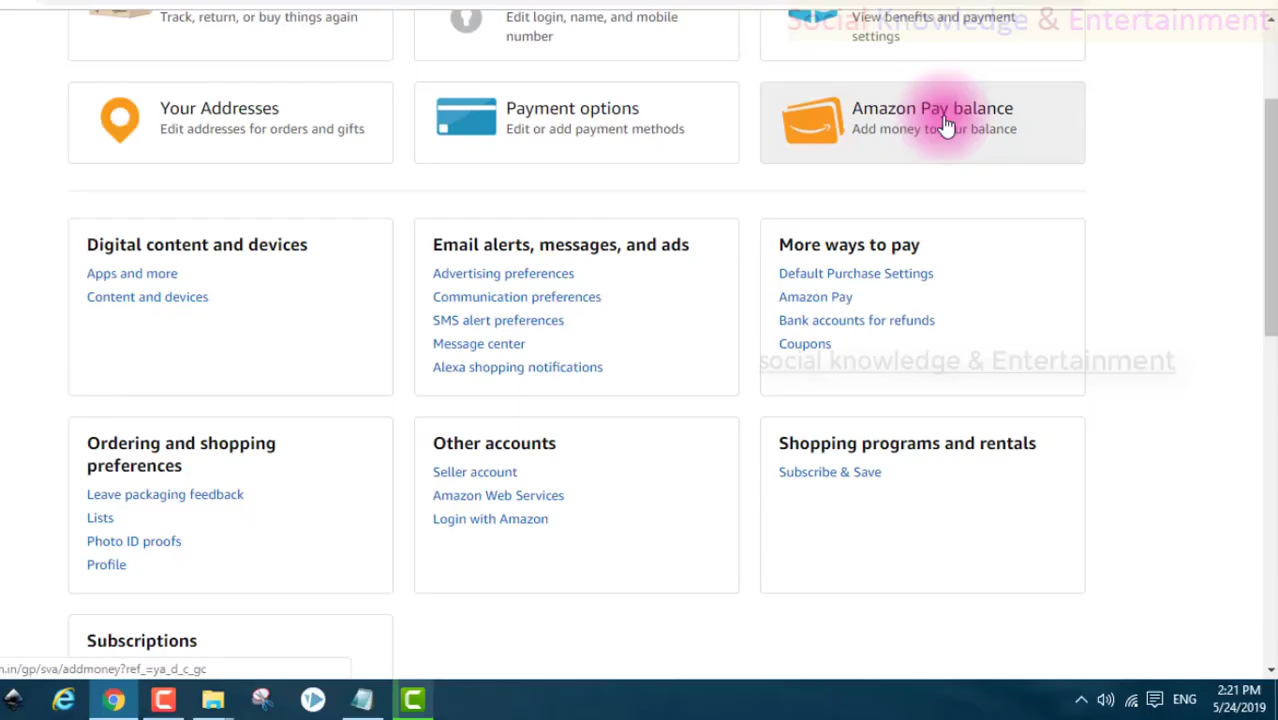 Social Knowledge & Entertainment
Track, return, or buy things again
Edit login, name, and mobile
number
View benefits and payment
settings
Your Addresses
Edit addresses for orders and gifts
Payment options
Edit or add payment methods
Amazon Pay balance
Add money to your balance
Digital content and devices
Apps and more
Content and devices
Email alerts, messages, and ads
Advertising preferences
Communication preferences
SMS alert preferences
Message center
Alexa shopping notifications
More ways to pay
Default Purchase Settings
Amazon Pay
Bank accounts for refunds
Coupons
social knowledge & Entertainment
Ordering and shopping
preferences
Leave packaging feedback
Lists
Photo ID proofs
Profile
Other accounts
Seller account
Amazon Web Services
Login with Amazon
Shopping programs and rentals
Subscribe & Save
Subscriptions
n.in/gp/sva/addmoney?ref_=ya_d_c_gc
ENG
2:21 PM
5/24/2019